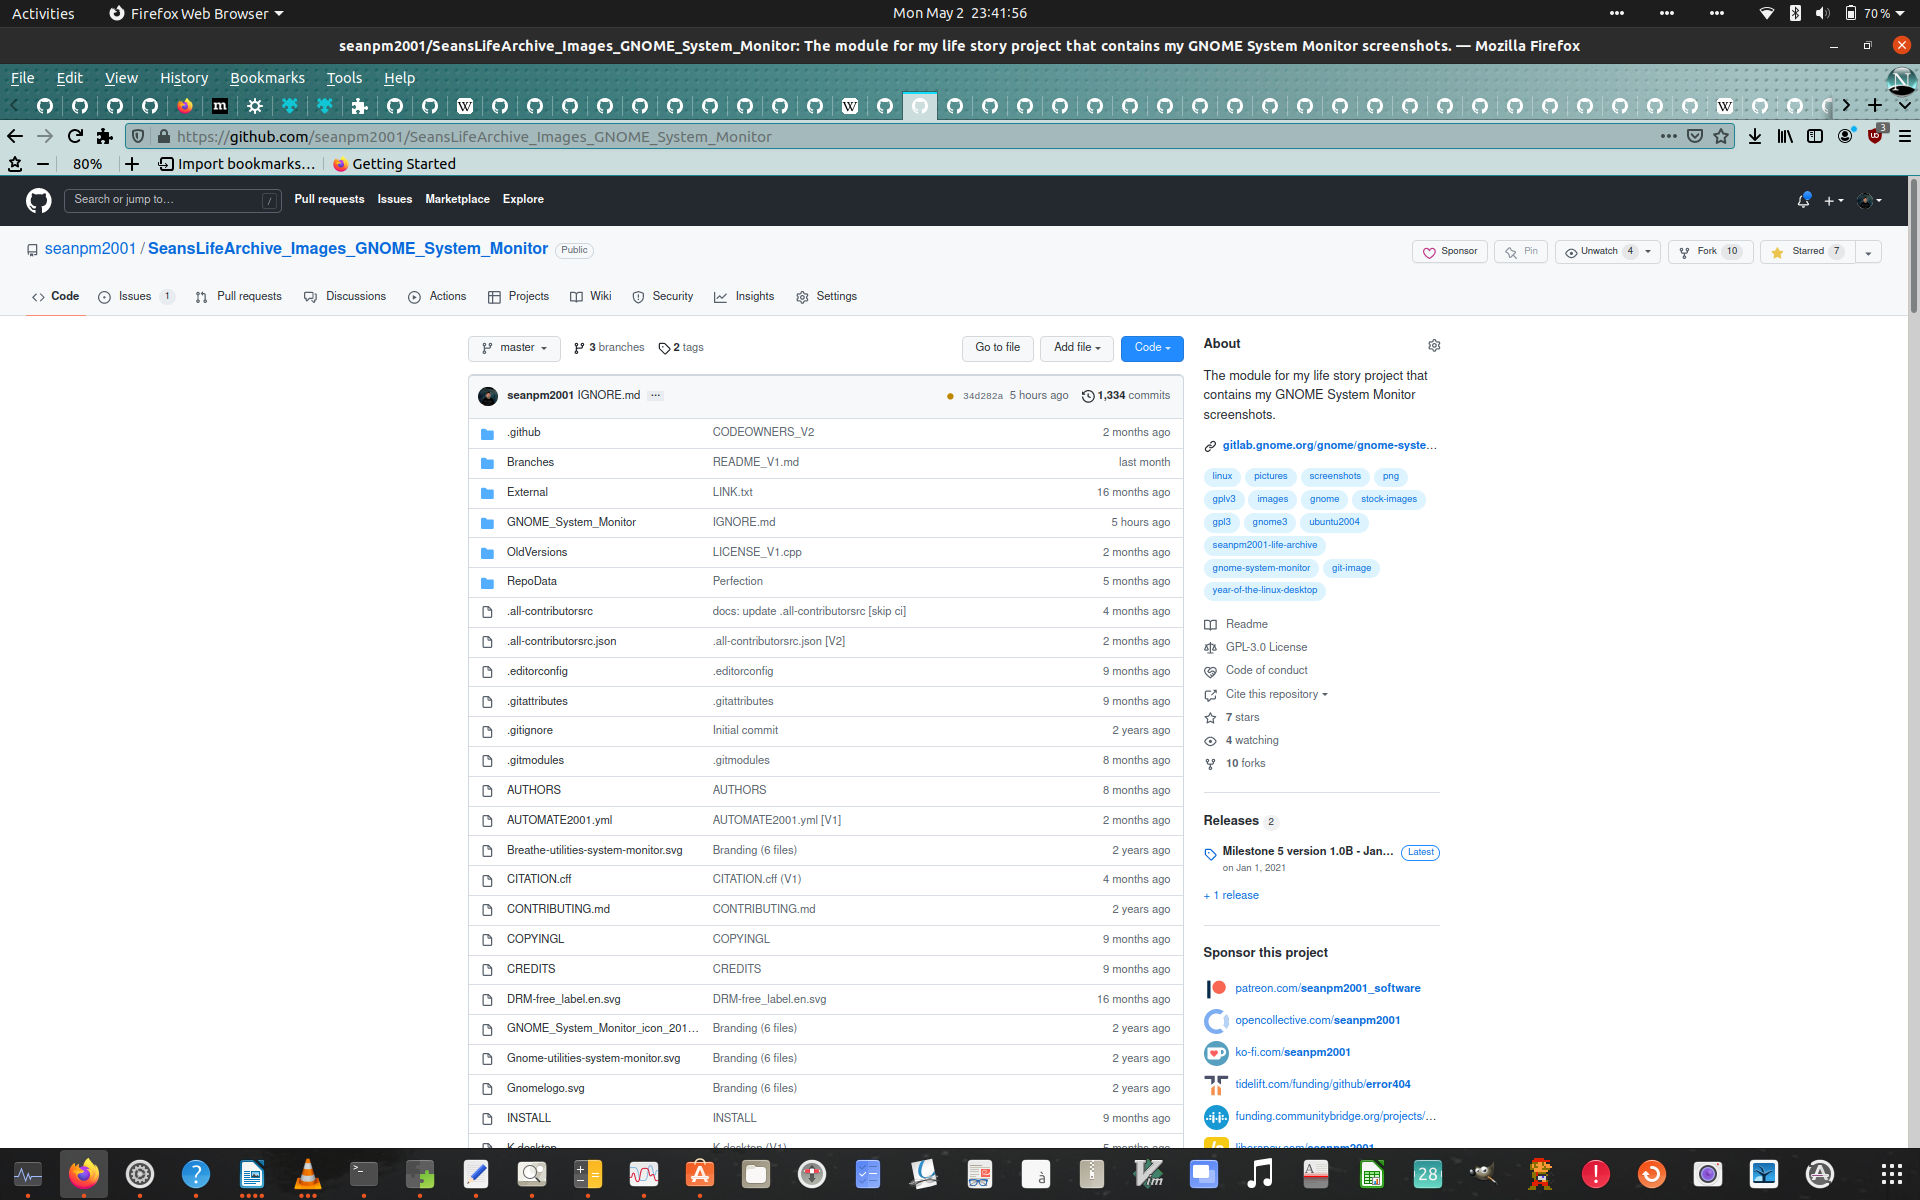 Activities Firefox Web Browser Mon May 2 23:41:56 70 %
seanpm2001/SeansLifeArchive_Images_GNOME_System_Monitor: The module for my life story project that contains my GNOME System Monitor screenshots. — Mozilla Firefox
File Edit View History Bookmarks Tools Help
https://github.com/seanpm2001/SeansLifeArchive_Images_GNOME_System_Monitor 3
80% Import bookmarks… Getting Started
Search or jump to… / Pull requests Issues Marketplace Explore
seanpm2001 / SeansLifeArchive_Images_GNOME_System_Monitor Public
Sponsor Pin Unwatch 4 Fork 10 Starred 7
Code Issues 1 Pull requests Discussions Actions Projects Wiki Security Insights Settings
master 3 branches 2 tags Go to file Add file Code
seanpm2001 IGNORE.md ··· 34d282a 5 hours ago 1,334 commits
.github CODEOWNERS_V2 2 months ago
Branches README_V1.md last month
External LINK.txt 16 months ago
GNOME_System_Monitor IGNORE.md 5 hours ago
OldVersions LICENSE_V1.cpp 2 months ago
RepoData Perfection 5 months ago
.all-contributorsrc docs: update .all-contributorsrc [skip ci] 4 months ago
.all-contributorsrc.json .all-contributorsrc.json [V2] 2 months ago
.editorconfig .editorconfig 9 months ago
.gitattributes .gitattributes 9 months ago
.gitignore Initial commit 2 years ago
.gitmodules .gitmodules 8 months ago
AUTHORS AUTHORS 8 months ago
AUTOMATE2001.yml AUTOMATE2001.yml [V1] 2 months ago
Breathe-utilities-system-monitor.svg Branding (6 files) 2 years ago
CITATION.cff CITATION.cff (V1) 4 months ago
CONTRIBUTING.md CONTRIBUTING.md 2 years ago
COPYINGL COPYINGL 9 months ago
CREDITS CREDITS 9 months ago
DRM-free_label.en.svg DRM-free_label.en.svg 16 months ago
GNOME_System_Monitor_icon_201… Branding (6 files) 2 years ago
Gnome-utilities-system-monitor.svg Branding (6 files) 2 years ago
Gnomelogo.svg Branding (6 files) 2 years ago
INSTALL INSTALL 9 months ago
K.desktop K.desktop (V1) 5 months ago
About
The module for my life story project that
contains my GNOME System Monitor
screenshots.
gitlab.gnome.org/gnome/gnome-syste…
linux pictures screenshots png
gplv3 images gnome stock-images
gpl3 gnome3 ubuntu2004
seanpm2001-life-archive
gnome-system-monitor git-image
year-of-the-linux-desktop
Readme
GPL-3.0 License
Code of conduct
Cite this repository
7 stars
4 watching
10 forks
Releases 2
Milestone 5 version 1.0B - Jan… Latest
on Jan 1, 2021
+ 1 release
Sponsor this project
patreon.com/seanpm2001_software
opencollective.com/seanpm2001
ko-fi.com/seanpm2001
tidelift.com/funding/github/error404
funding.communitybridge.org/projects/…
liberapay.com/seanpm2001
28